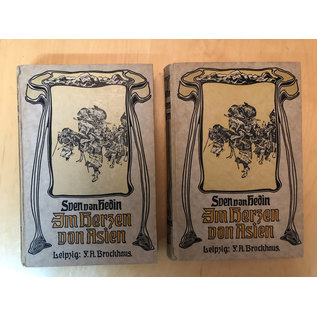 Sven von Hedin
Im Herzen
von Asien
Leipzig: F. A. Brockhaus.
Sven von Hedin
Im Herzen
von Asien
Leipzig: F. A. Brockhaus.